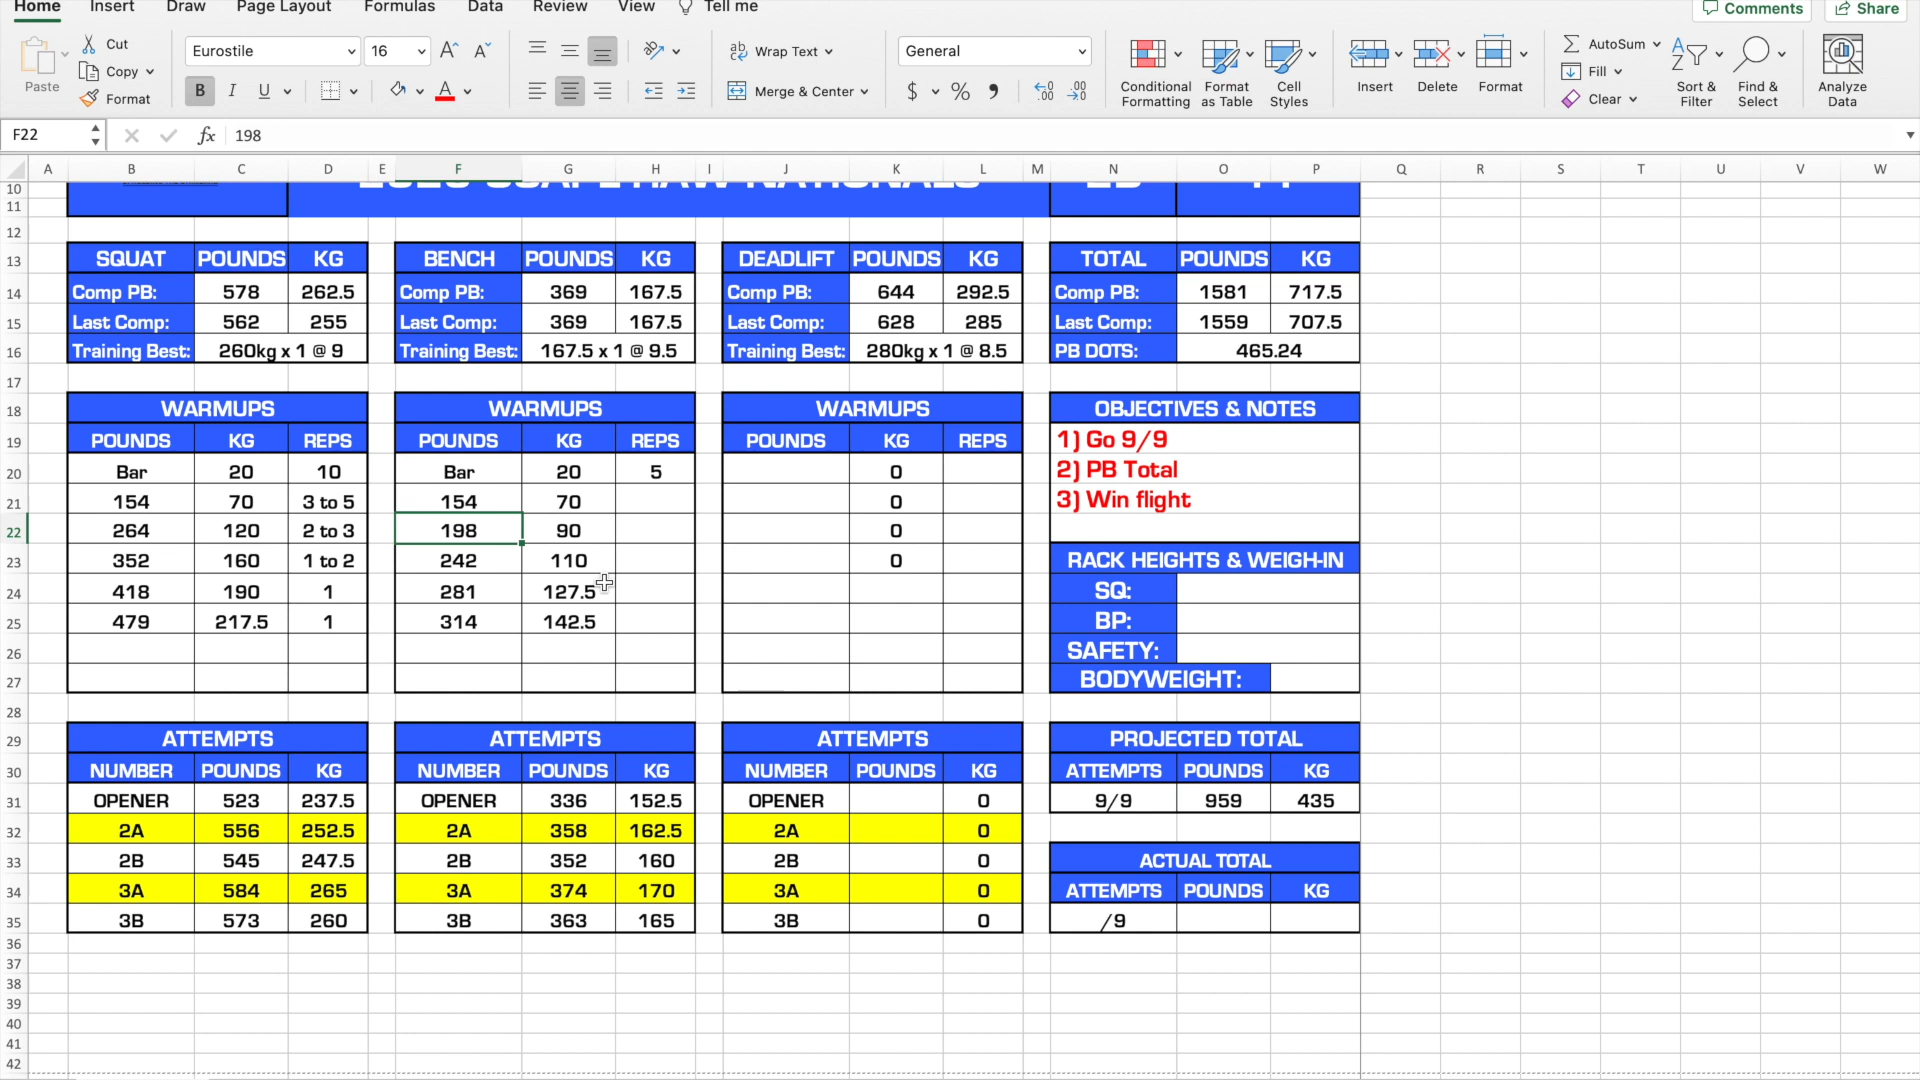 Home Insert Draw Page Layout Formulas Data Review View Tell me Comments Share
Paste Cut Copy Format
Eurostile 16 A A
B I U A
Wrap Text
Merge & Center
General
$ % 9 .00
Conditional Formatting Format as Table Cell Styles
Insert Delete Format
AutoSum Fill Clear
Sort & Filter Find & Select Analyze Data
F22 fx 198
A B C D E F G H I J K L M N O P Q R S T U V W
10
11
12
13 SQUAT POUNDS KG BENCH POUNDS KG DEADLIFT POUNDS KG TOTAL POUNDS KG
14 Comp PB: 578 262.5 Comp PB: 369 167.5 Comp PB: 644 292.5 Comp PB: 1581 717.5
15 Last Comp: 562 255 Last Comp: 369 167.5 Last Comp: 628 285 Last Comp: 1559 707.5
16 Training Best: 260kg x 1 @ 9 Training Best: 167.5 x 1 @ 9.5 Training Best: 280kg x 1 @ 8.5 PB DOTS: 465.24
17
18 WARMUPS WARMUPS WARMUPS OBJECTIVES & NOTES
19 POUNDS KG REPS POUNDS KG REPS POUNDS KG REPS 1) Go 9/9
20 Bar 20 10 Bar 20 5 0 2) PB Total
21 154 70 3 to 5 154 70 0 3) Win flight
22 264 120 2 to 3 198 90 0
23 352 160 1 to 2 242 110 0 RACK HEIGHTS & WEIGH-IN
24 418 190 1 281 127.5 SQ:
25 479 217.5 1 314 142.5 BP:
26 SAFETY:
27 BODYWEIGHT:
28
29 ATTEMPTS ATTEMPTS ATTEMPTS PROJECTED TOTAL
30 NUMBER POUNDS KG NUMBER POUNDS KG NUMBER POUNDS KG ATTEMPTS POUNDS KG
31 OPENER 523 237.5 OPENER 336 152.5 OPENER 0 9/9 959 435
32 2A 556 252.5 2A 358 162.5 2A 0
33 2B 545 247.5 2B 352 160 2B 0 ACTUAL TOTAL
34 3A 584 265 3A 374 170 3A 0 ATTEMPTS POUNDS KG
35 3B 573 260 3B 363 165 3B 0 /9
36
37
38
39
40
41
42